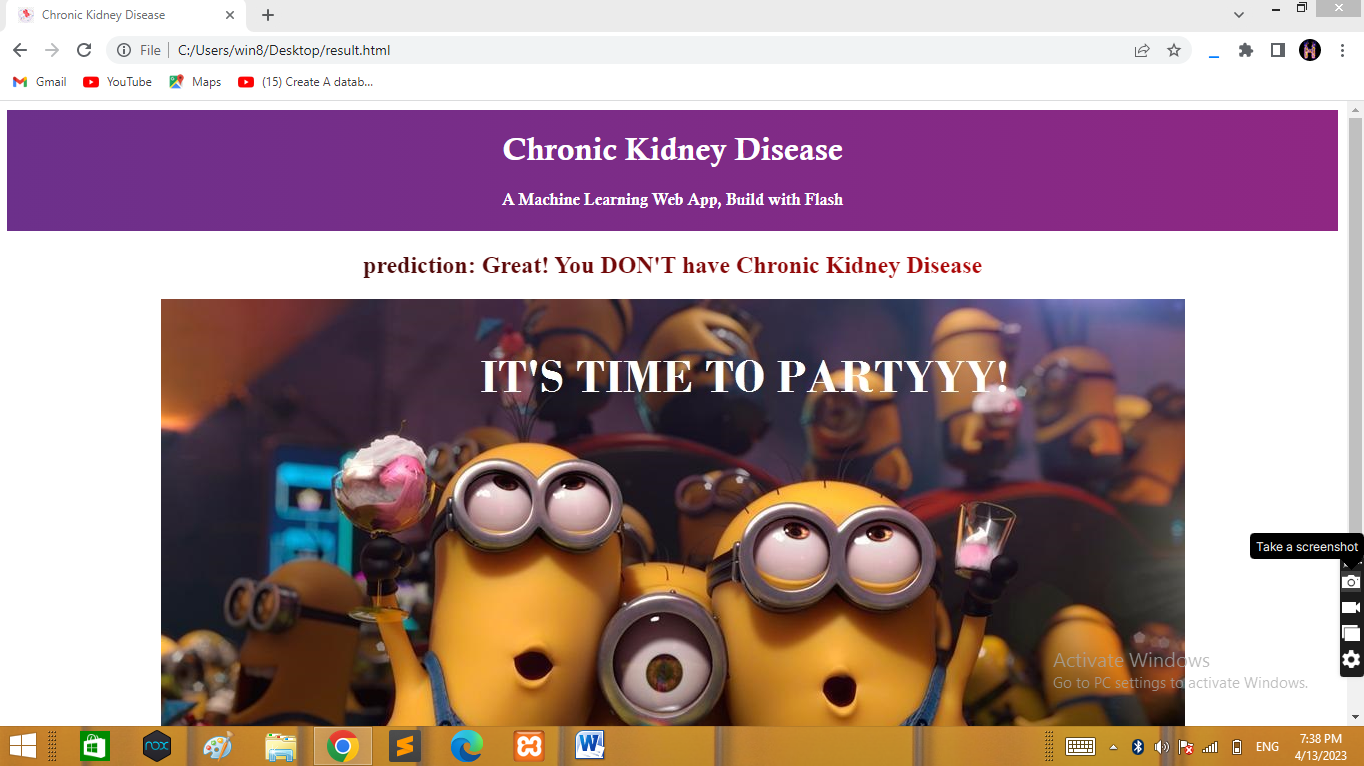 Chronic Kidney Disease
File
C:/Users/win8/Desktop/result.html
Gmail
YouTube
Maps
(15) Create A datab...
Chronic Kidney Disease
A Machine Learning Web App, Build with Flash
prediction: Great! You DON'T have Chronic Kidney Disease
IT'S TIME TO PARTYYY!
Take a screenshot
Activate Windows
Go to PC settings to activate Windows.
nox
ENG
7:38 PM
4/13/2023